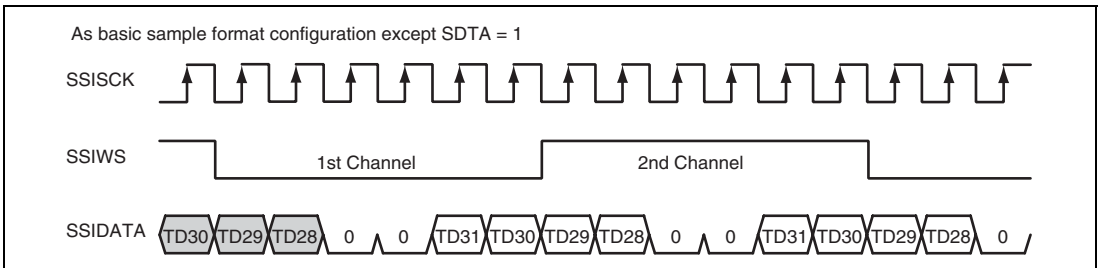 As basic sample format configuration except SDTA = 1
SSISCK
SSIWS 1st Channel 2nd Channel
SSIDATA TD30 TD29 TD28 0 0 TD31 TD30 TD29 TD28 0 0 TD31 TD30 TD29 TD28 0